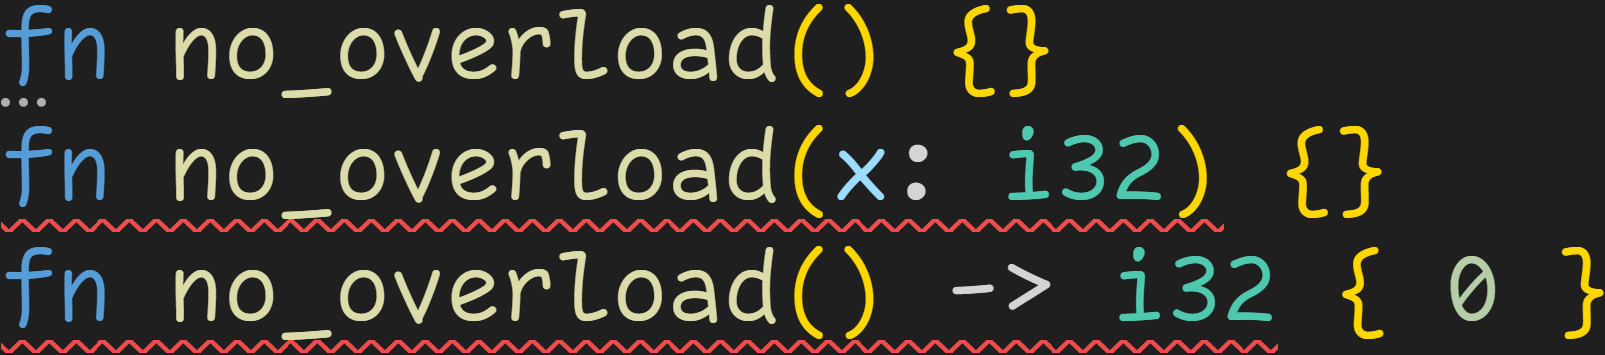 fn no_overload() {}
fn no_overload(x: i32) {}
fn no_overload() -> i32 { 0 }